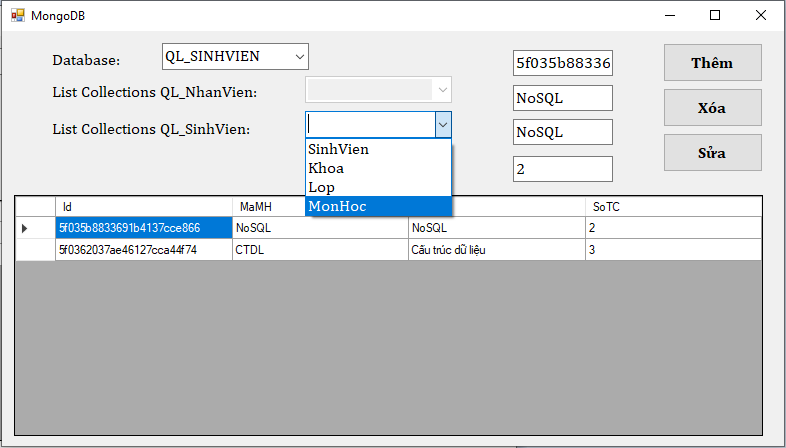 MongoDB
Database: QL_SINHVIEN
List Collections QL_NhanVien:
List Collections QL_SinhVien:
SinhVien
Khoa
Lop
MonHoc
5f035b88336
NoSQL
NoSQL
2
Thêm
Xóa
Sửa
Id MaMH SoTC
5f035b8833691b4137cce866 NoSQL NoSQL 2
5f0362037ae46127cca44f74 CTDL Cấu trúc dữ liệu 3